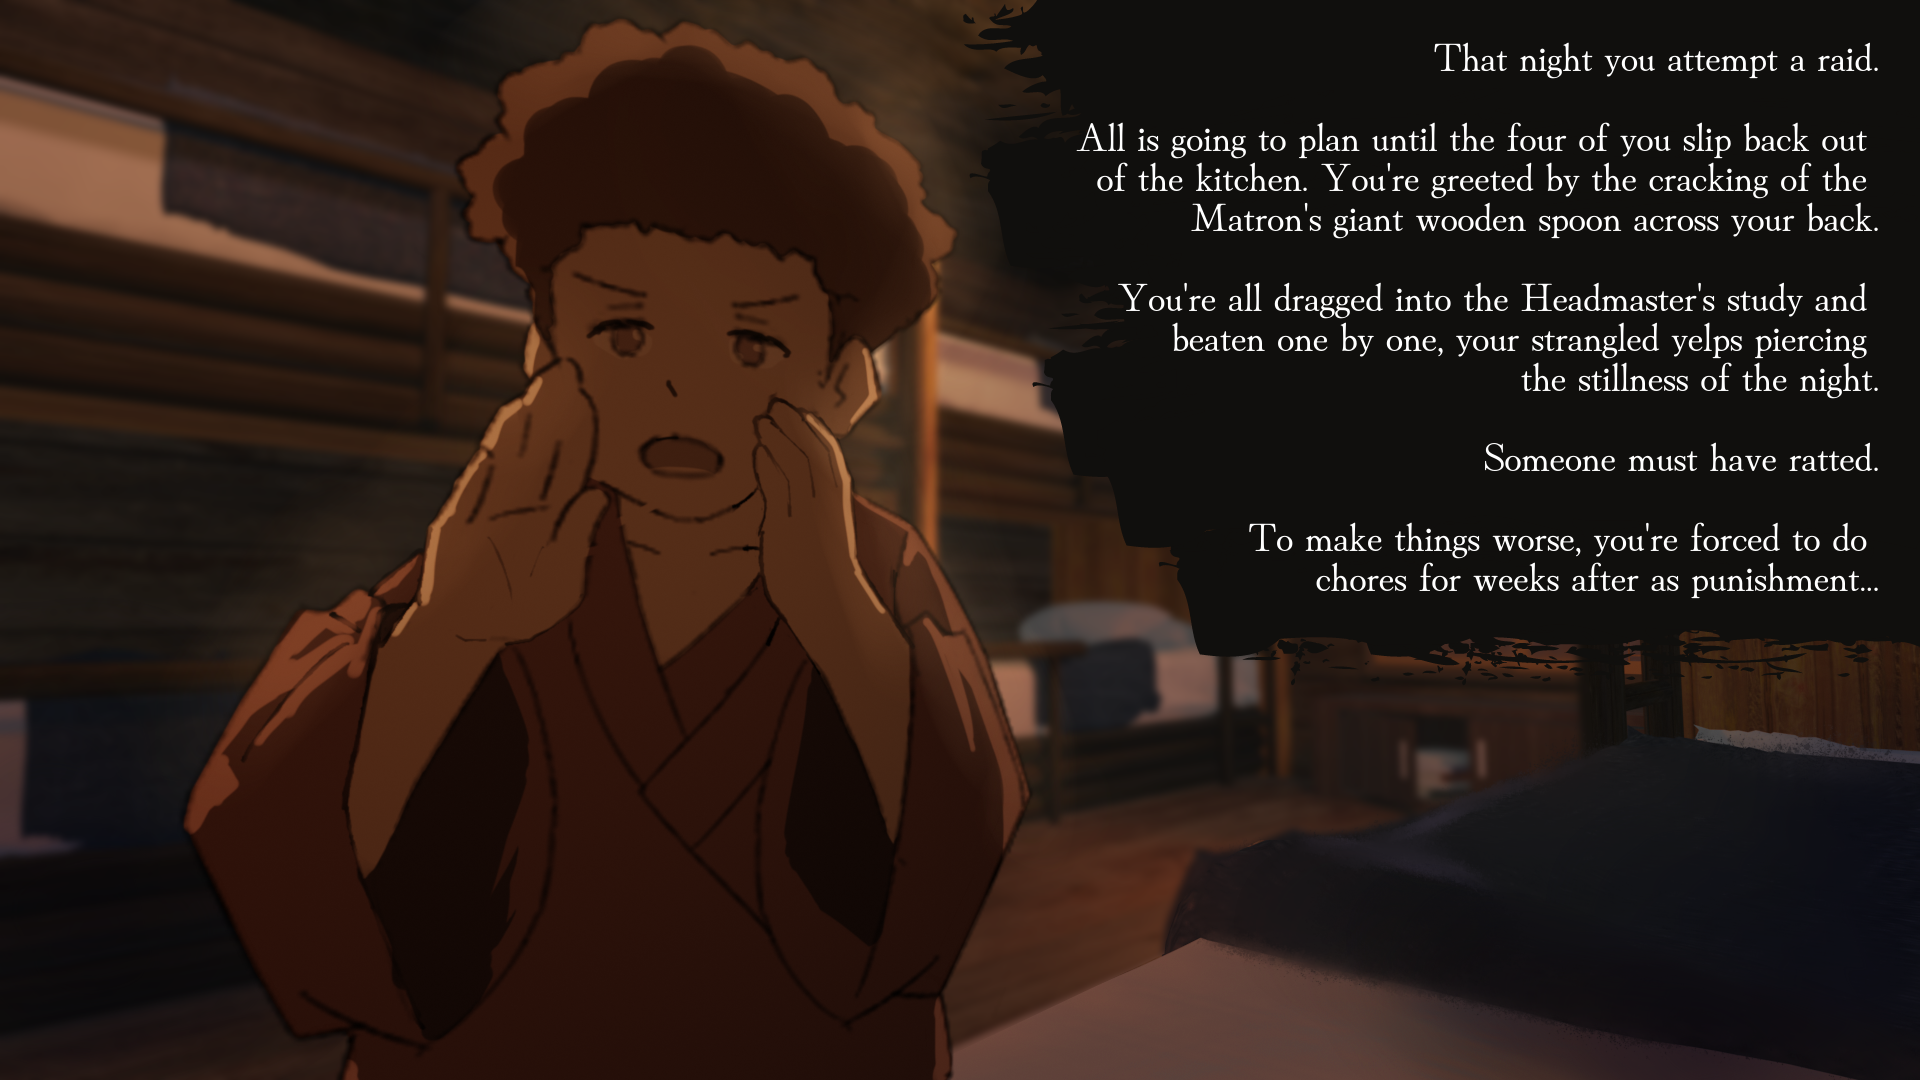 That night you attempt a raid.
All is going to plan until the four of you slip back out
of the kitchen. You're greeted by the cracking of the
Matron's giant wooden spoon across your back.
You're all dragged into the Headmaster's study and
beaten one by one, your strangled yelps piercing
the stillness of the night.
Someone must have ratted.
To make things worse, you're forced to do
chores for weeks after as punishment...